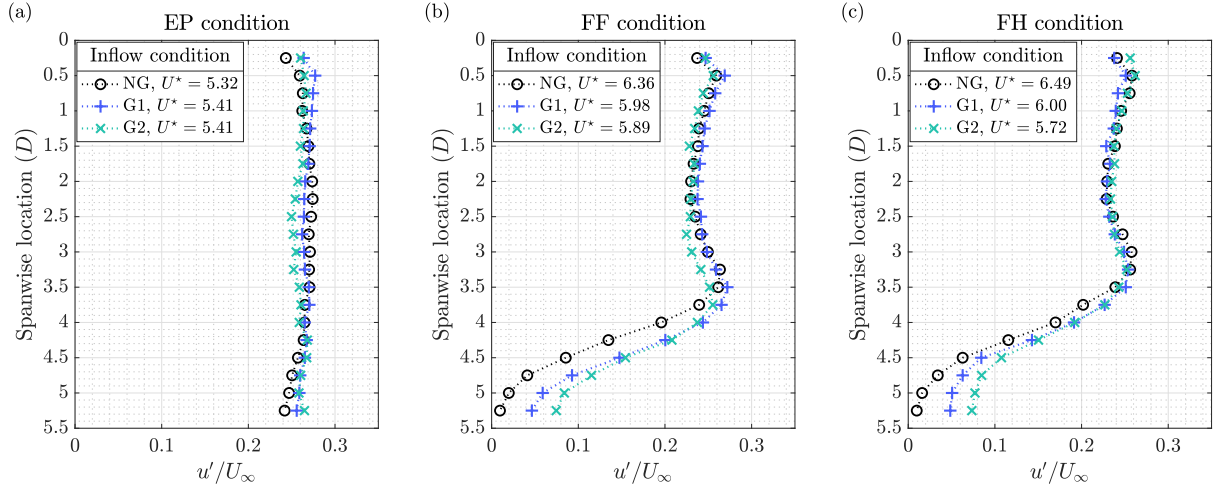 (a)
EP condition
Inflow condition
NG, U* = 5.32
G1, U* = 5.41
G2, U* = 5.41
0
0.5
1
1.5
2
2.5
3
3.5
4
4.5
5
5.5
Spanwise location (D)
0
0.1
0.2
0.3
u′/U∞
(b)
FF condition
Inflow condition
NG, U* = 6.36
G1, U* = 5.98
G2, U* = 5.89
0
0.5
1
1.5
2
2.5
3
3.5
4
4.5
5
5.5
Spanwise location (D)
0
0.1
0.2
0.3
u′/U∞
(c)
FH condition
Inflow condition
NG, U* = 6.49
G1, U* = 6.00
G2, U* = 5.72
0
0.5
1
1.5
2
2.5
3
3.5
4
4.5
5
5.5
Spanwise location (D)
0
0.1
0.2
0.3
u′/U∞